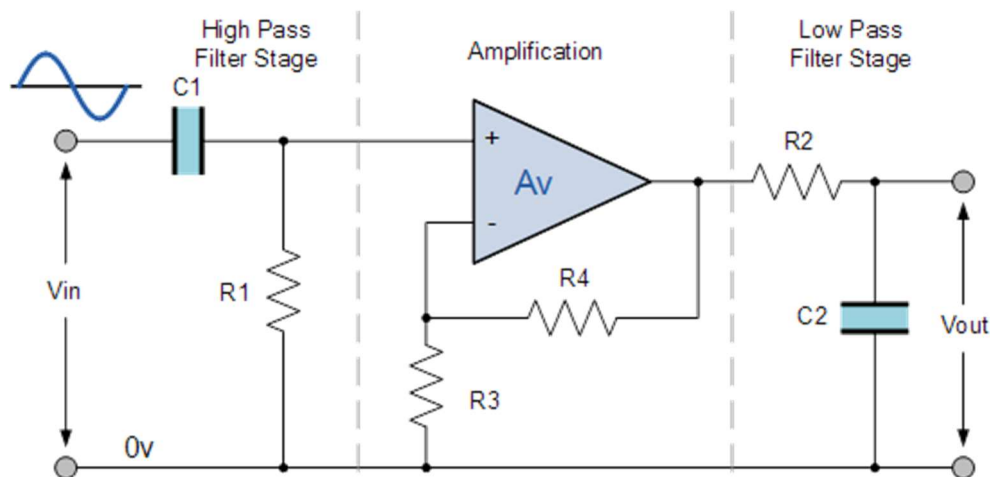 High Pass
Filter Stage
Amplification
Low Pass
Filter Stage
C1
R2
+
Av
-
R4
Vin
R1
C2
Vout
R3
0v